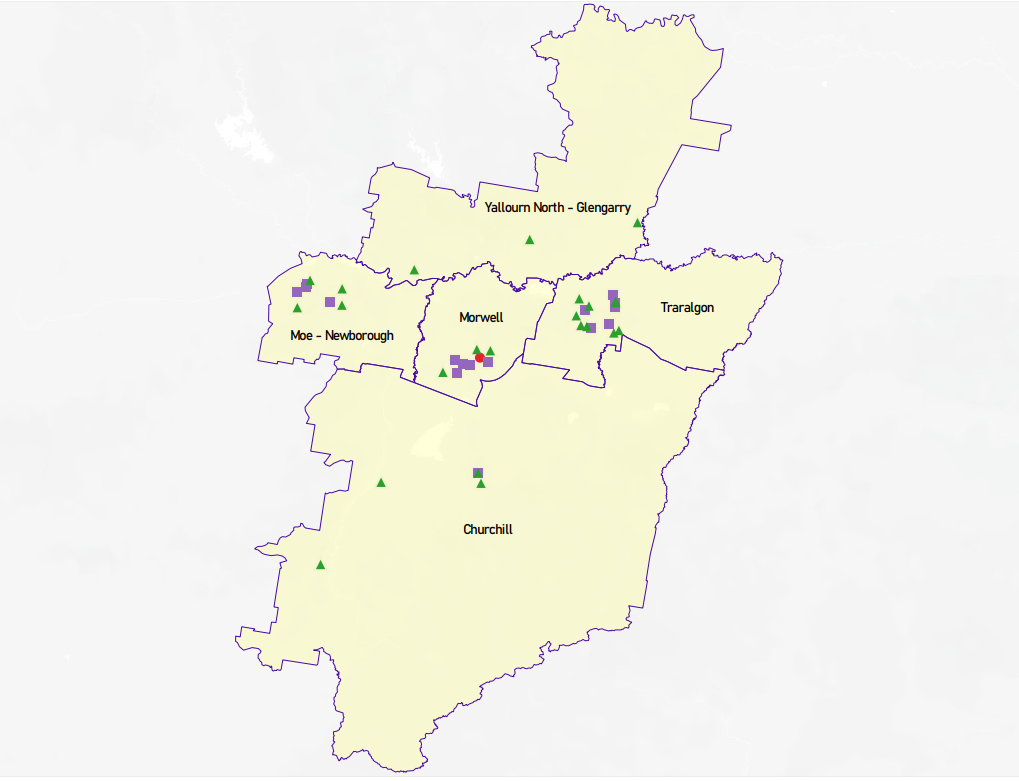 Yallourn North - Glengarry
Traralgon
Morwell
Moe - Newborough
Churchill